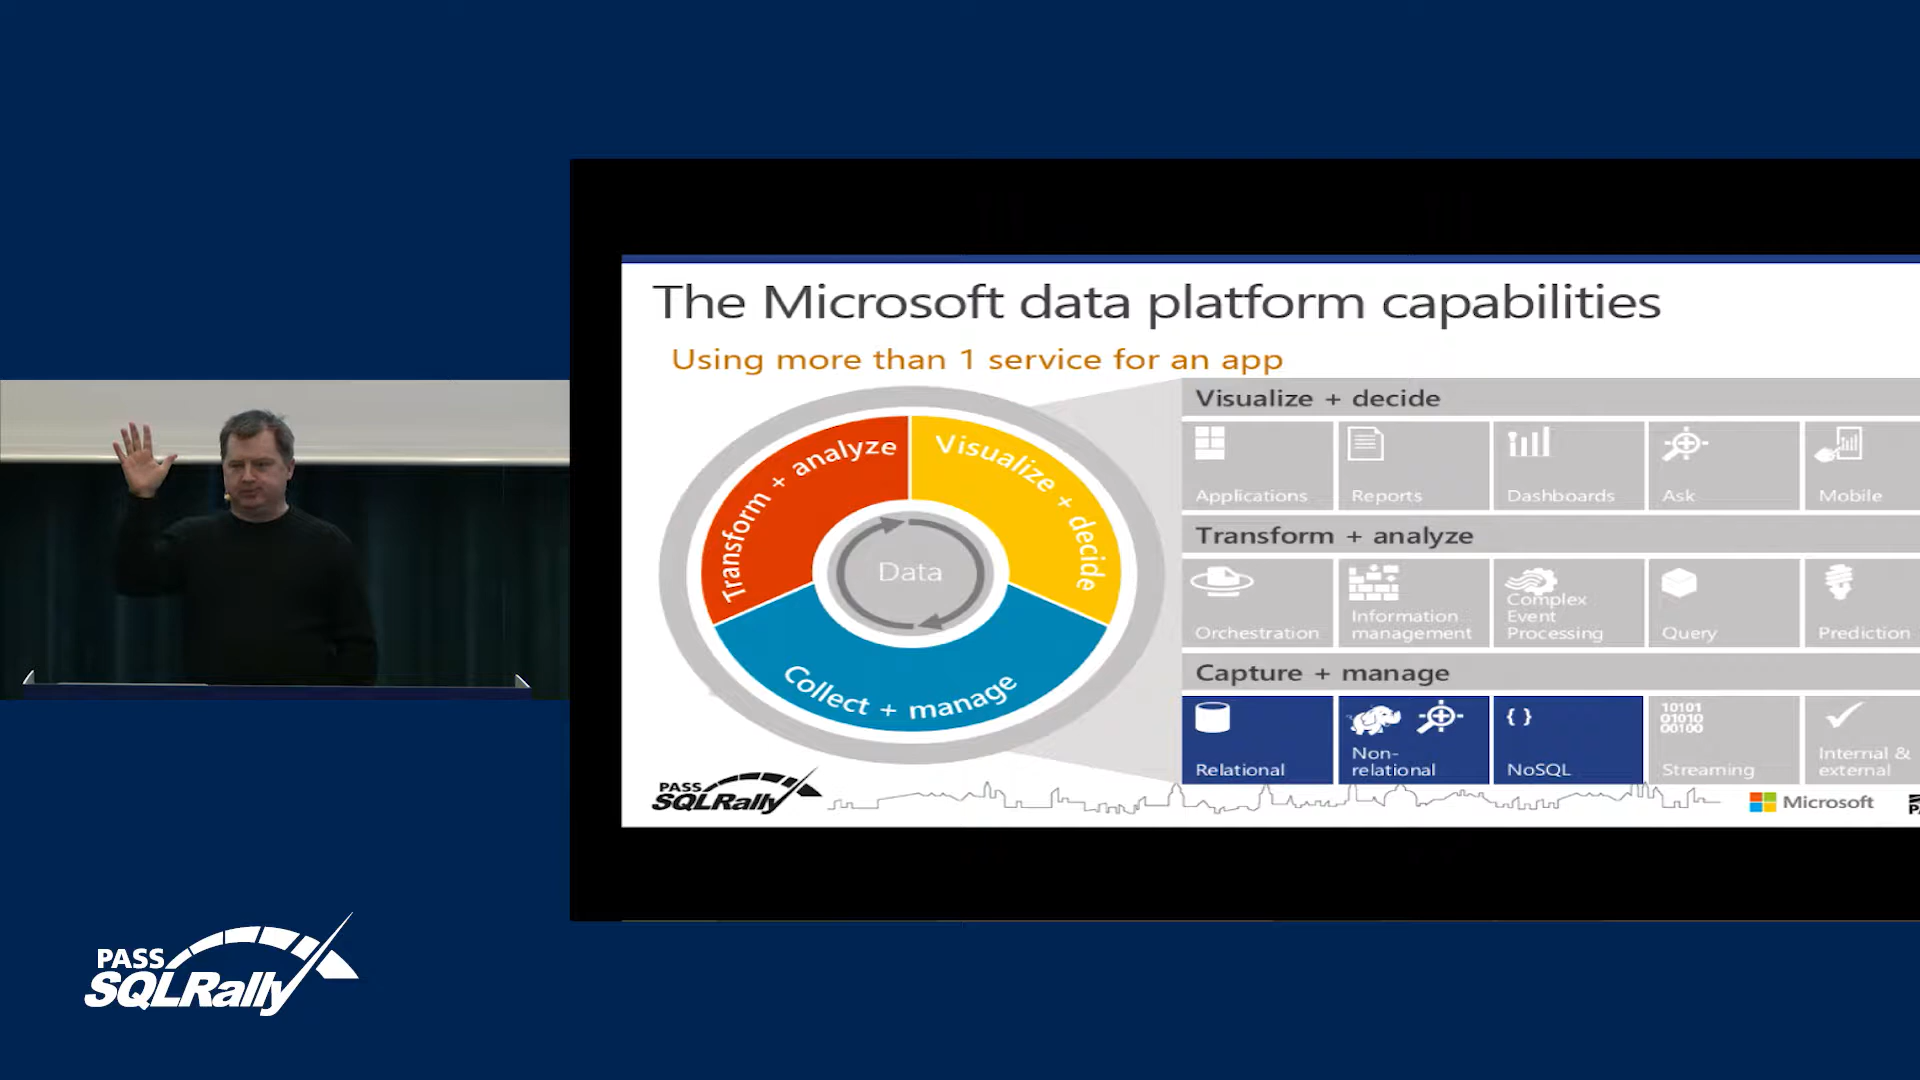 The Microsoft data platform capabilities
Using more than 1 service for an app
Transform + analyze
Visualize + decide
Data
Collect + manage
Visualize + decide
Applications
Reports
Dashboards
Ask
Mobile
Transform + analyze
Orchestration
Information
management
Complex
Event
Processing
Query
Prediction
Capture + manage
Relational
Non-
relational
{ }
NoSQL
10101
01010
00100
Streaming
Internal &
external
PASS
SQLRally
Microsoft
PASS
SQLRally